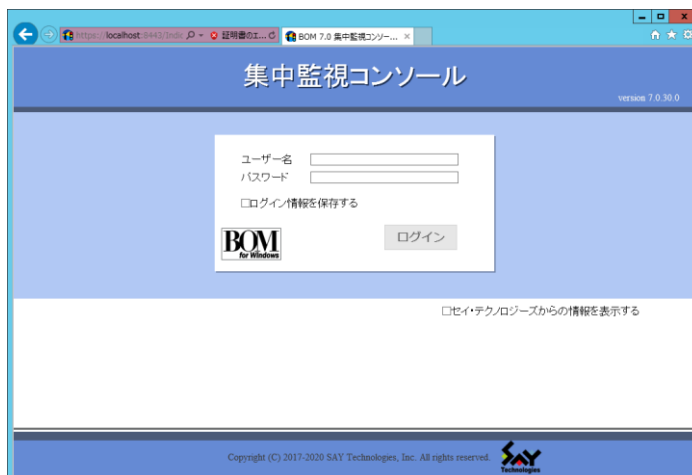 https://localhost:9443/Indi
証明書のエ...
BOM 7.0 集中監視コンソー...
集中監視コンソール
version 7.0.30.0
ユーザー名
パスワード
□ログイン情報を保存する
BOM
for Windows
ログイン
□セイ・テクノロジーズからの情報を表示する
Copyright (C) 2017-2020 SAY Technologies, Inc. All rights reserved.
SAY
Technologies